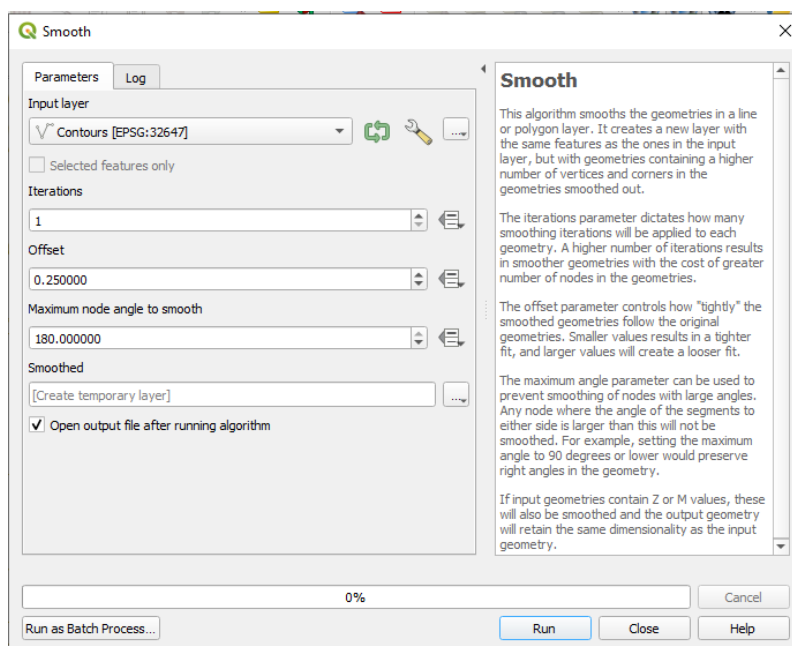 Smooth
Parameters
Log
Input layer
Contours [EPSG:32647]
...
Selected features only
Iterations
1
Offset
0.250000
Maximum node angle to smooth
180.000000
Smoothed
[Create temporary layer]
...
Open output file after running algorithm
Smooth
This algorithm smooths the geometries in a line
or polygon layer. It creates a new layer with
the same features as the ones in the input
layer, but with geometries containing a higher
number of vertices and corners in the
geometries smoothed out.
The iterations parameter dictates how many
smoothing iterations will be applied to each
geometry. A higher number of iterations results
in smoother geometries with the cost of greater
number of nodes in the geometries.
The offset parameter controls how "tightly" the
smoothed geometries follow the original
geometries. Smaller values results in a tighter
fit, and larger values will create a looser fit.
The maximum angle parameter can be used to
prevent smoothing of nodes with large angles.
Any node where the angle of the segments to
either side is larger than this will not be
smoothed. For example, setting the maximum
angle to 90 degrees or lower would preserve
right angles in the geometry.
If input geometries contain Z or M values, these
will also be smoothed and the output geometry
will retain the same dimensionality as the input
geometry.
0%
Cancel
Run as Batch Process...
Run
Close
Help